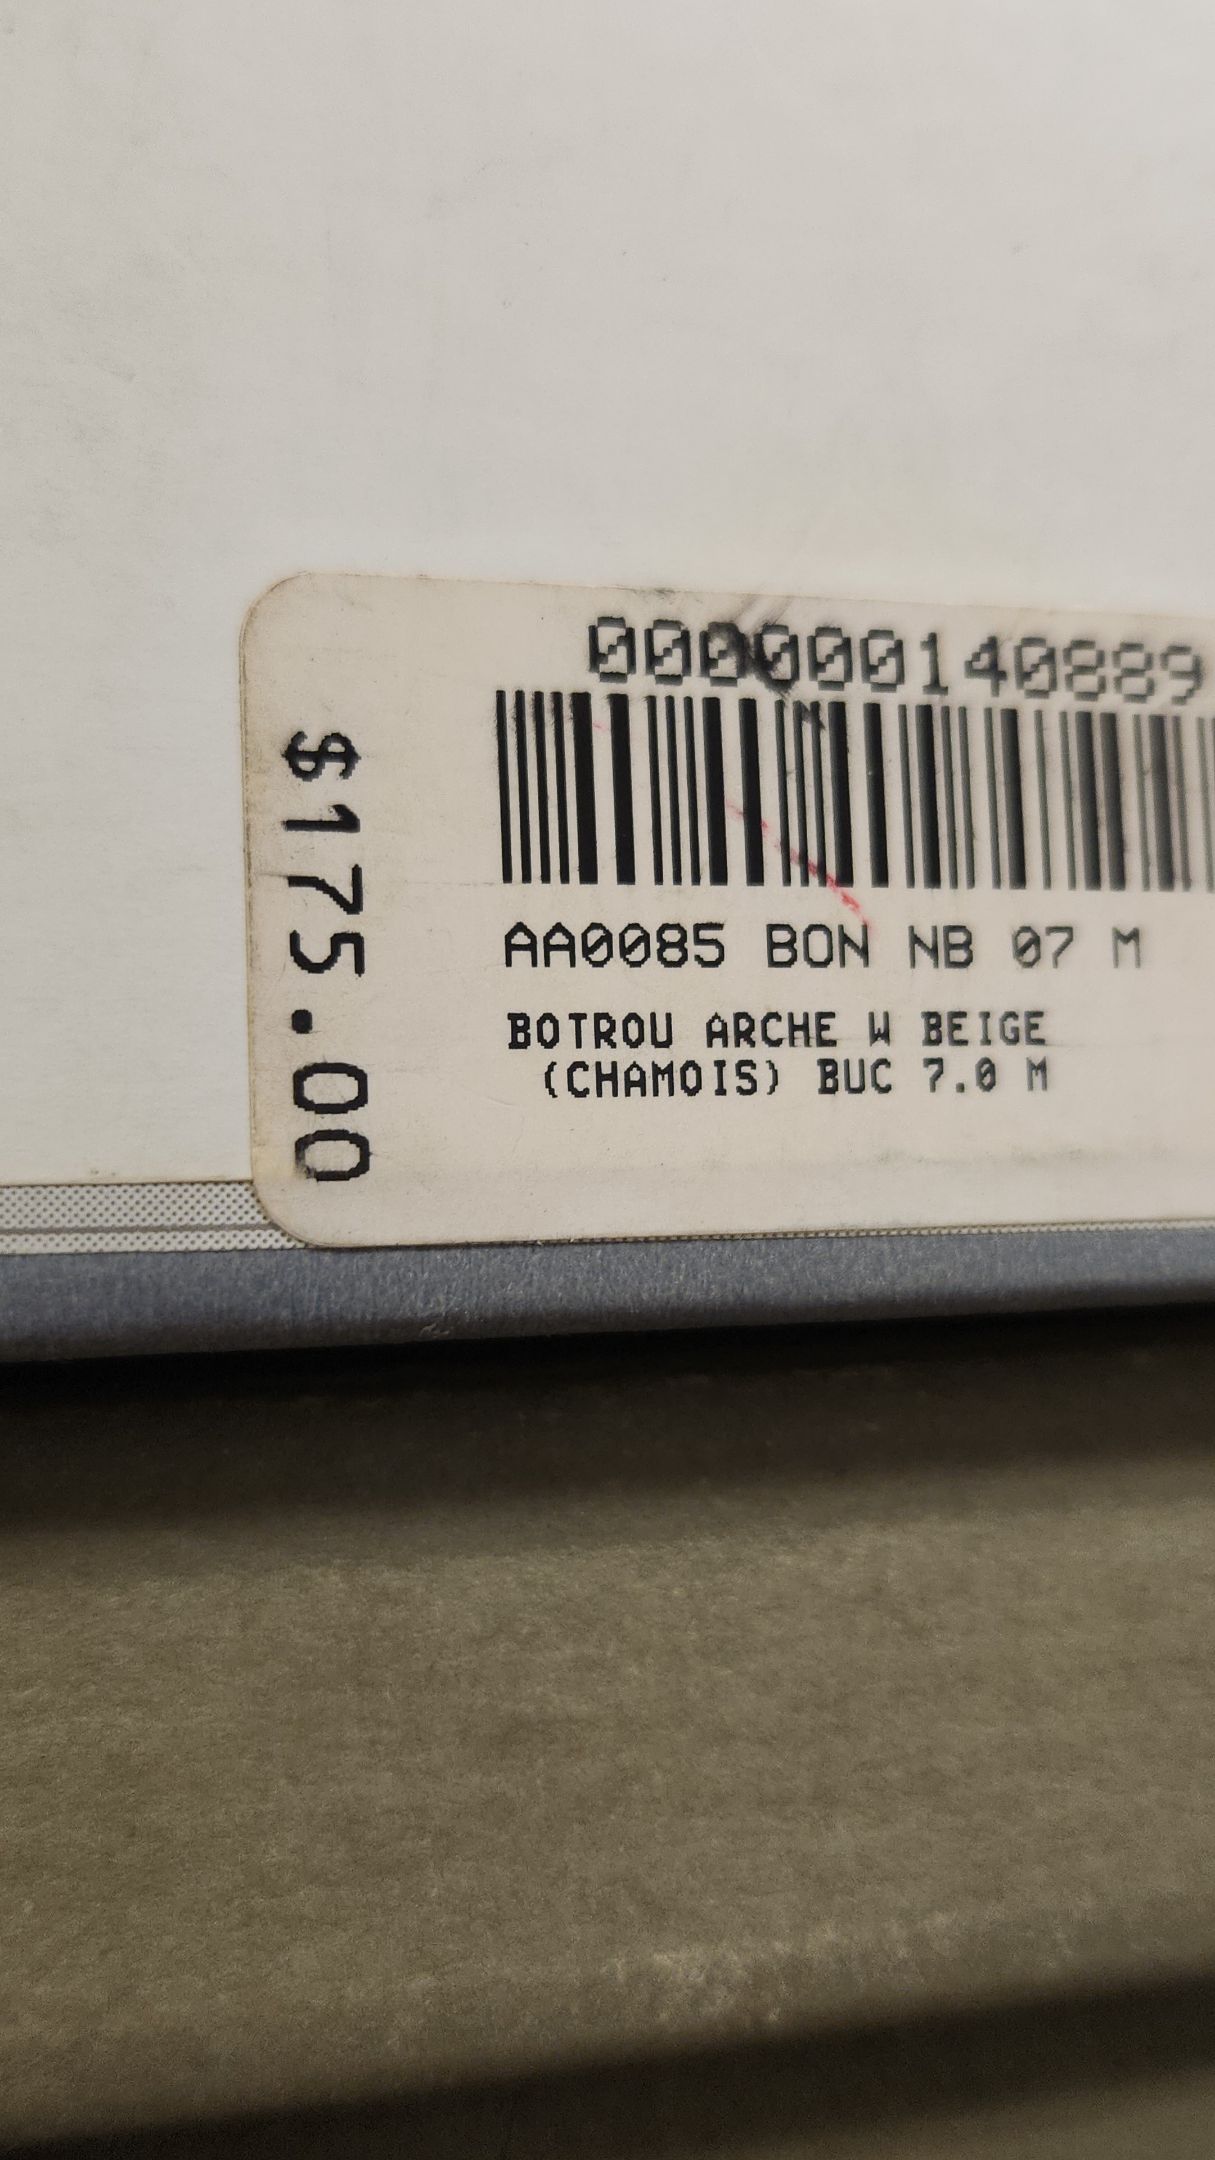 000000140889
$175.00
AA0085 BON NB 07 M
BOTROU ARCHE W BEIGE
(CHAMOIS) BUC 7.0 M